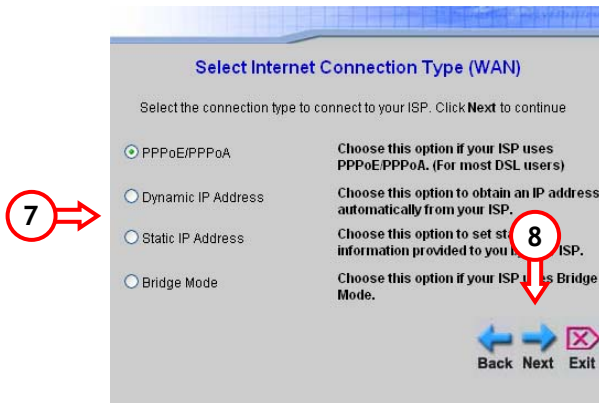 Select Internet Connection Type (WAN)
Select the connection type to connect to your ISP. Click Next to continue
PPPoE/PPPoA
Choose this option if your ISP uses
PPPoE/PPPoA. (For most DSL users)
Dynamic IP Address
Choose this option to obtain an IP address
automatically from your ISP.
7
Static IP Address
Choose this option to set
information provided to you ISP.
8
Bridge Mode
Choose this option if your ISP Bridge
Mode.
Back Next Exit